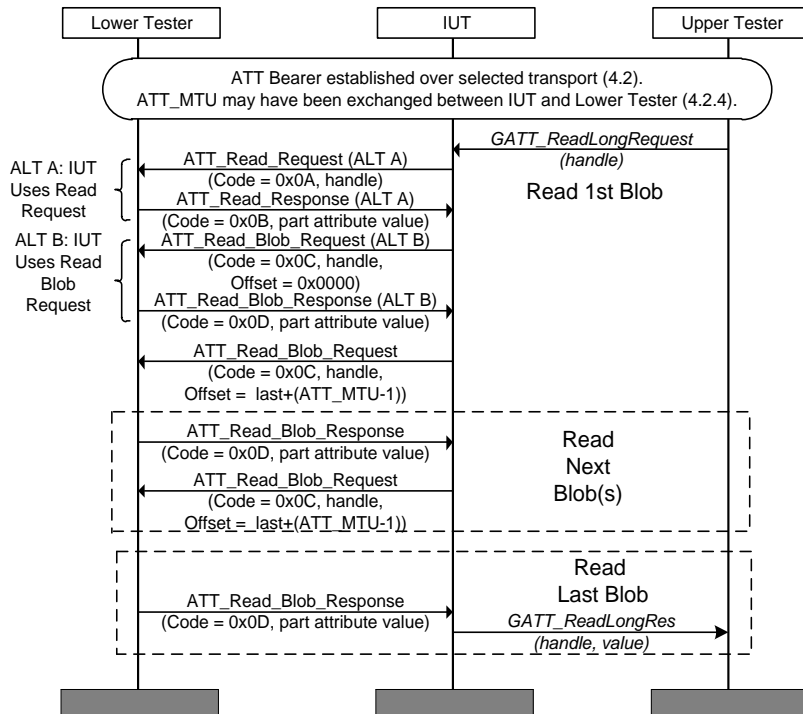 Lower Tester
IUT
Upper Tester
ATT Bearer established over selected transport (4.2).
ATT_MTU may have been exchanged between IUT and Lower Tester (4.2.4).
GATT_ReadLongRequest
(handle)
Read 1st Blob
ALT A: IUT
Uses Read
Request
ATT_Read_Request (ALT A)
(Code = 0x0A, handle)
ATT_Read_Response (ALT A)
(Code = 0x0B, part attribute value)
ALT B: IUT
Uses Read
Blob
Request
ATT_Read_Blob_Request (ALT B)
(Code = 0x0C, handle,
Offset = 0x0000)
ATT_Read_Blob_Response (ALT B)
(Code = 0x0D, part attribute value)
ATT_Read_Blob_Request
(Code = 0x0C, handle,
Offset = last+(ATT_MTU-1))
ATT_Read_Blob_Response
(Code = 0x0D, part attribute value)
ATT_Read_Blob_Request
(Code = 0x0C, handle,
Offset = last+(ATT_MTU-1))
Read
Next
Blob(s)
Read
Last Blob
ATT_Read_Blob_Response
(Code = 0x0D, part attribute value)
GATT_ReadLongRes
(handle, value)